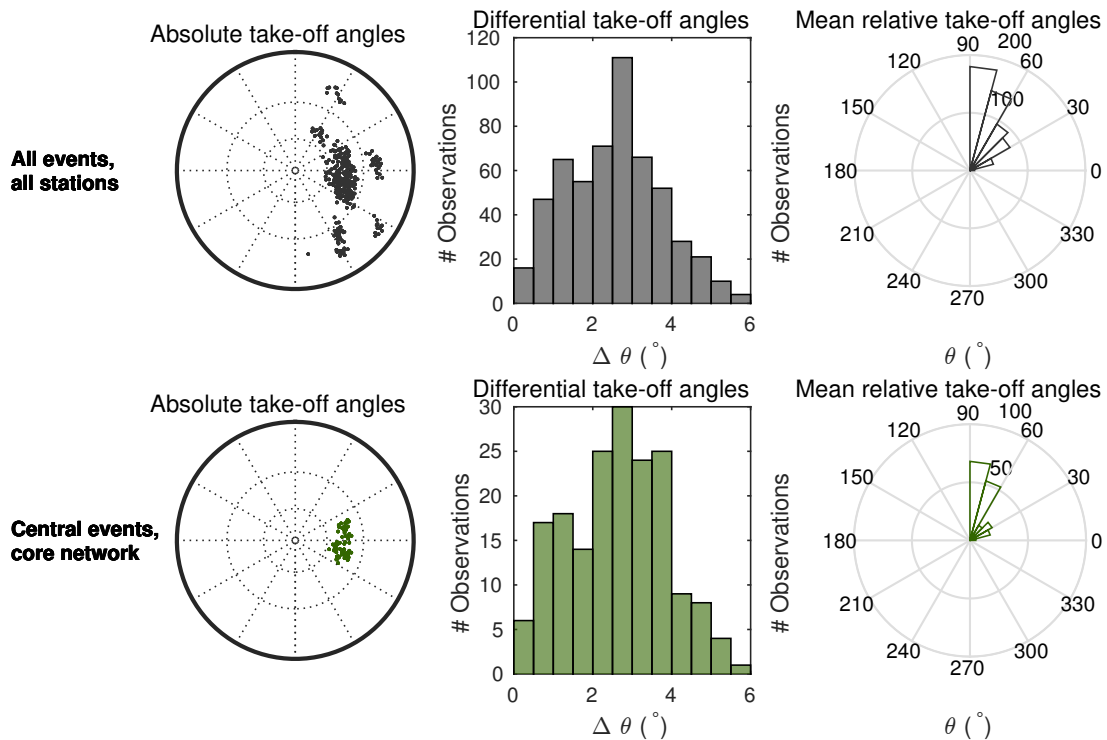 Absolute take-off angles
Differential take-off angles
Mean relative take-off angles
All events,
all stations
# Observations
120
100
80
60
40
20
0
0
2
4
6
Δ θ (°)
# Observations
90
200
120
60
100
150
30
180
0
210
330
240
300
270
θ (°)
Absolute take-off angles
Differential take-off angles
Mean relative take-off angles
Central events,
core network
# Observations
30
25
20
15
10
5
0
0
2
4
6
Δ θ (°)
# Observations
90
100
120
60
50
150
30
180
0
210
330
240
300
270
θ (°)